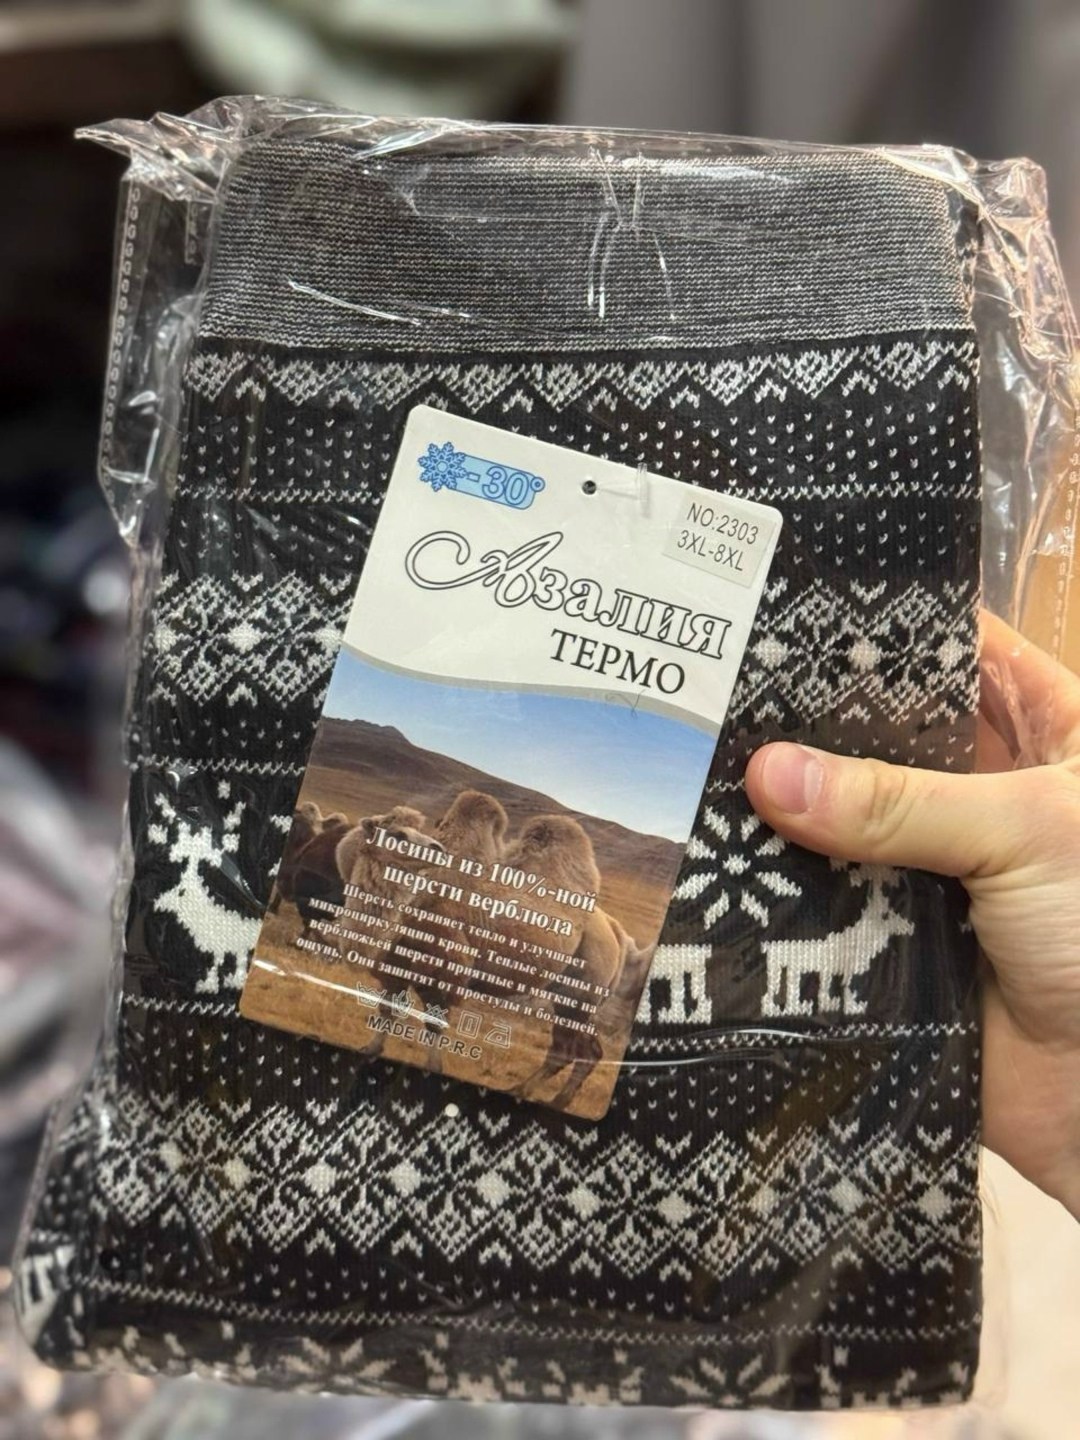 -30°
NO:2303
3XL-8XL
Азалия
ТЕРМО
Лосины из 100%-ной
шерсти верблюда
Шерсть сохраняет тепло и улучшает
микроциркуляцию крови. Теплые лосины из
верблюжьей шерсти приятные и мягкие на
ощупь. Они защитят от простуды и болезней.
MADE IN P.R.C